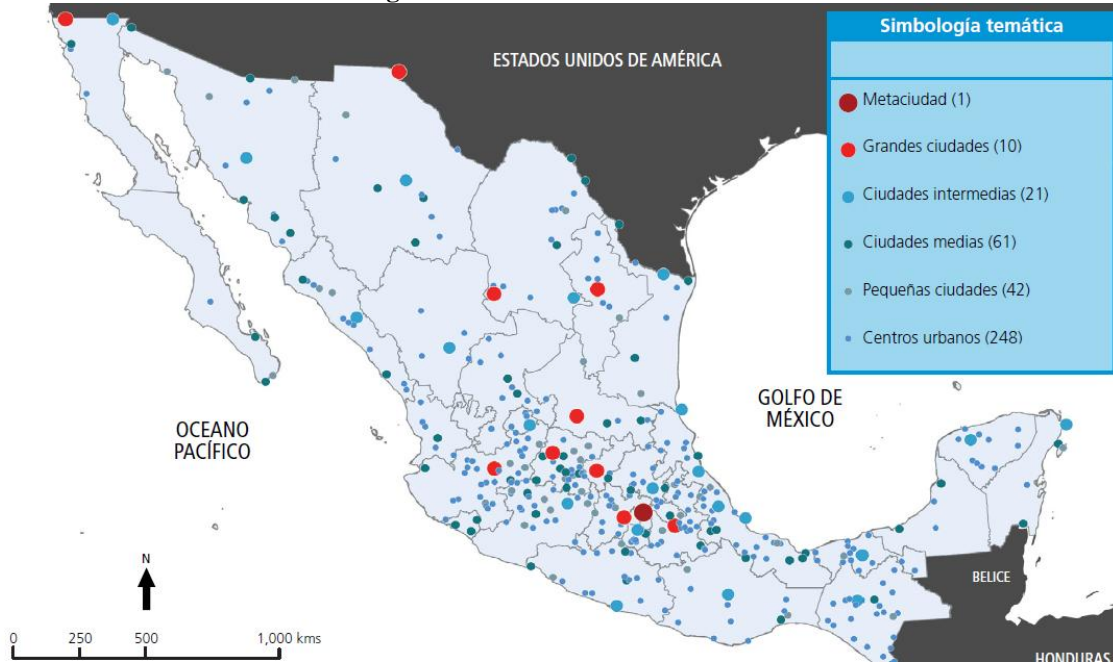 ESTADOS UNIDOS DE AMÉRICA
Simbología temática
Metaciudad (1)
Grandes ciudades (10)
Ciudades intermedias (21)
Ciudades medias (61)
Pequeñas ciudades (42)
Centros urbanos (248)
GOLFO DE
MÉXICO
OCEANO
PACÍFICO
N
BELICE
0 250 500 1,000 kms
HONDURAS